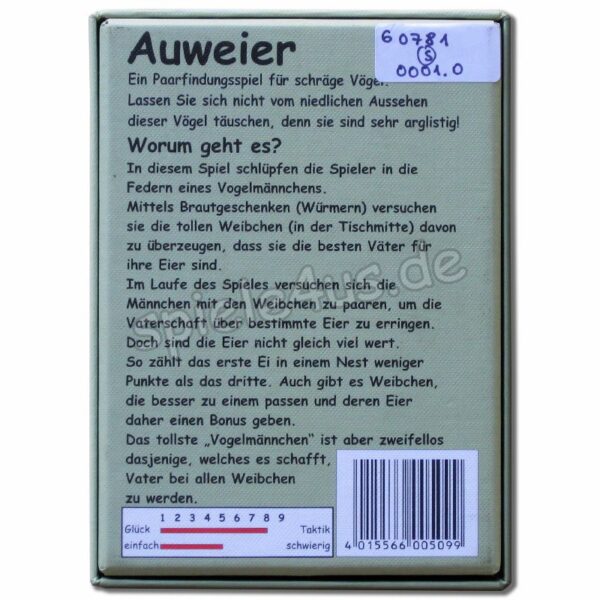 Auweier
60781
S
0001.0
Ein Paarfindungsspiel für schräge Vögel.
Lassen Sie sich nicht vom niedlichen Aussehen
dieser Vögel täuschen, denn sie sind sehr arglistig!
Worum geht es?
In diesem Spiel schlüpfen die Spieler in die
Federn eines Vogelmännchens.
Mittels Brautgeschenken (Würmern) versuchen
sie die tollen Weibchen (in der Tischmitte) davon
zu überzeugen, dass sie die besten Väter für
ihre Eier sind.
Im Laufe des Spieles versuchen sich die
Männchen mit den Weibchen zu paaren, um die
Vaterschaft über bestimmte Eier zu erringen.
Doch sind die Eier nicht gleich viel wert.
So zählt das erste Ei in einem Nest weniger
Punkte als das dritte. Auch gibt es Weibchen,
die besser zu einem passen und deren Eier
daher einen Bonus geben.
Das tollste „Vogelmännchen“ ist aber zweifellos
dasjenige, welches es schafft,
Vater bei allen Weibchen
zu werden.
1 2 3 4 5 6 7 8 9
Glück Taktik
einfach schwierig
4 015566 005099
spiele4us.de